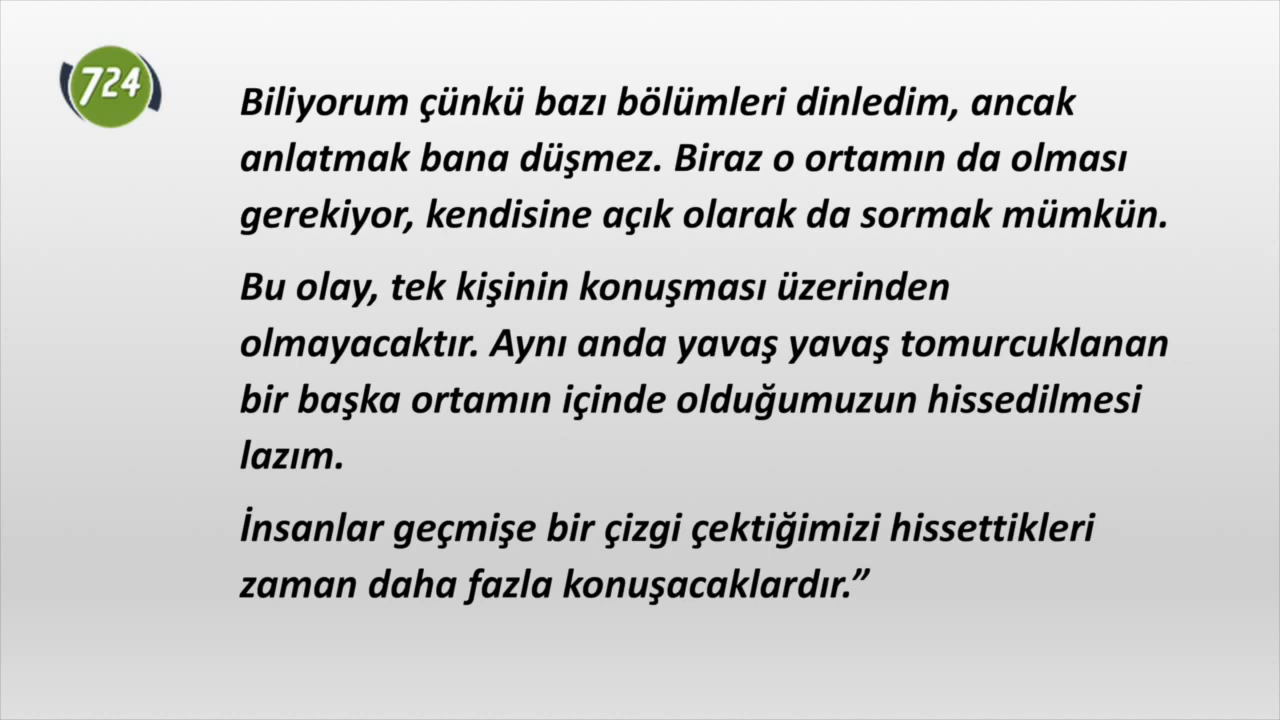 724
Biliyorum çünkü bazı bölümleri dinledim, ancak
anlatmak bana düşmez. Biraz o ortamın da olması
gerekiyor, kendisine açık olarak da sormak mümkün.
Bu olay, tek kişinin konuşması üzerinden
olmayacaktır. Aynı anda yavaş yavaş tomurcuklanan
bir başka ortamın içinde olduğumuzun hissedilmesi
lazım.
İnsanlar geçmişe bir çizgi çektiğimizi hissettikleri
zaman daha fazla konuşacaklardır.”